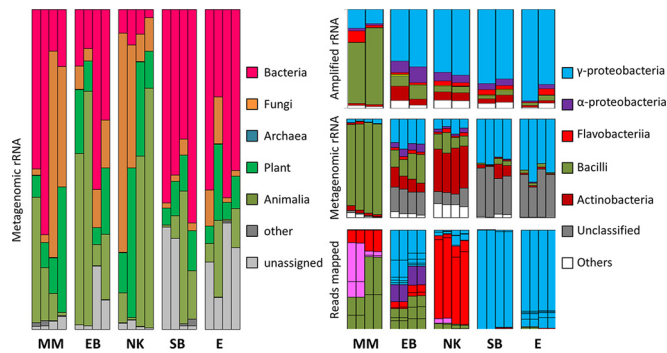 Metagenomic rRNA
Bacteria
Fungi
Archaea
Plant
Animalia
other
unassigned
MM EB NK SB E
Amplified rRNA
Metagenomic rRNA
Reads mapped
γ-proteobacteria
α-proteobacteria
Flavobacteriia
Bacilli
Actinobacteria
Unclassified
Others
MM EB NK SB E